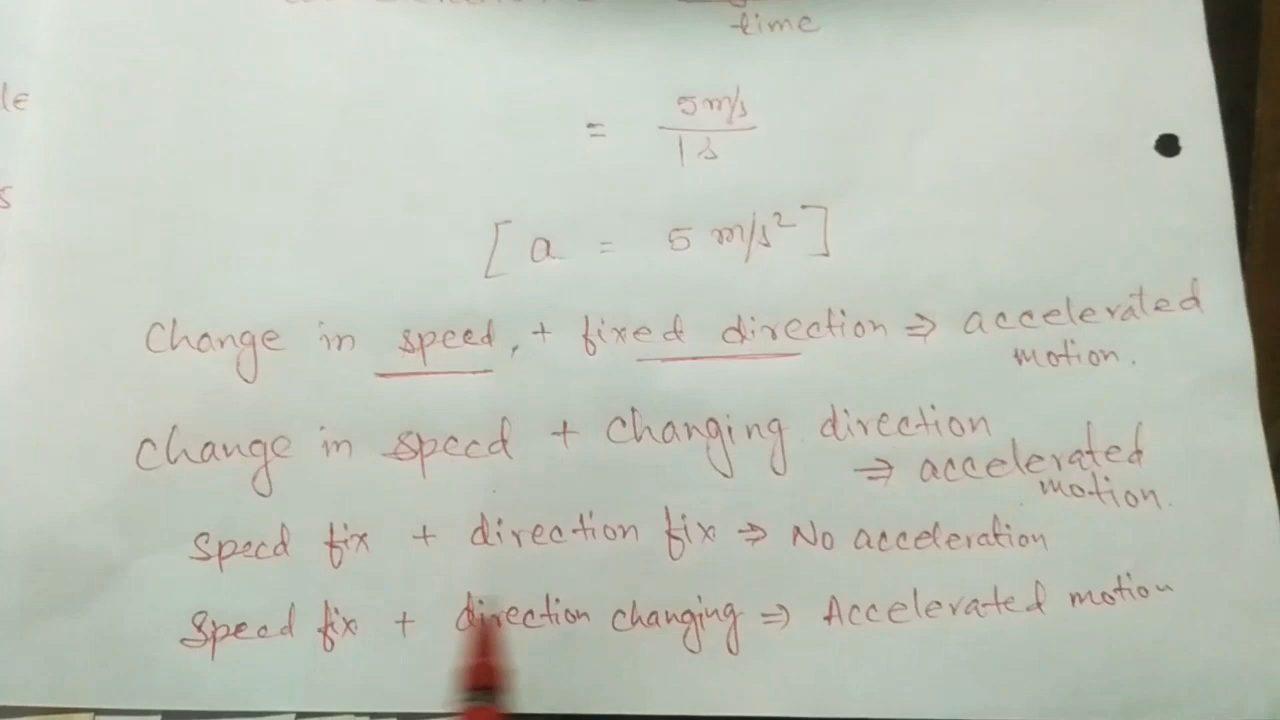 time
le
= 5m/s
1s
s
[ a = 5 m/s² ]
Change in speed, + fixed direction ⇒ accelerated
motion.
Change in speed + changing direction
⇒ accelerated
motion.
Speed fix + direction fix ⇒ No acceleration
Speed fix + direction changing ⇒ Accelerated motion